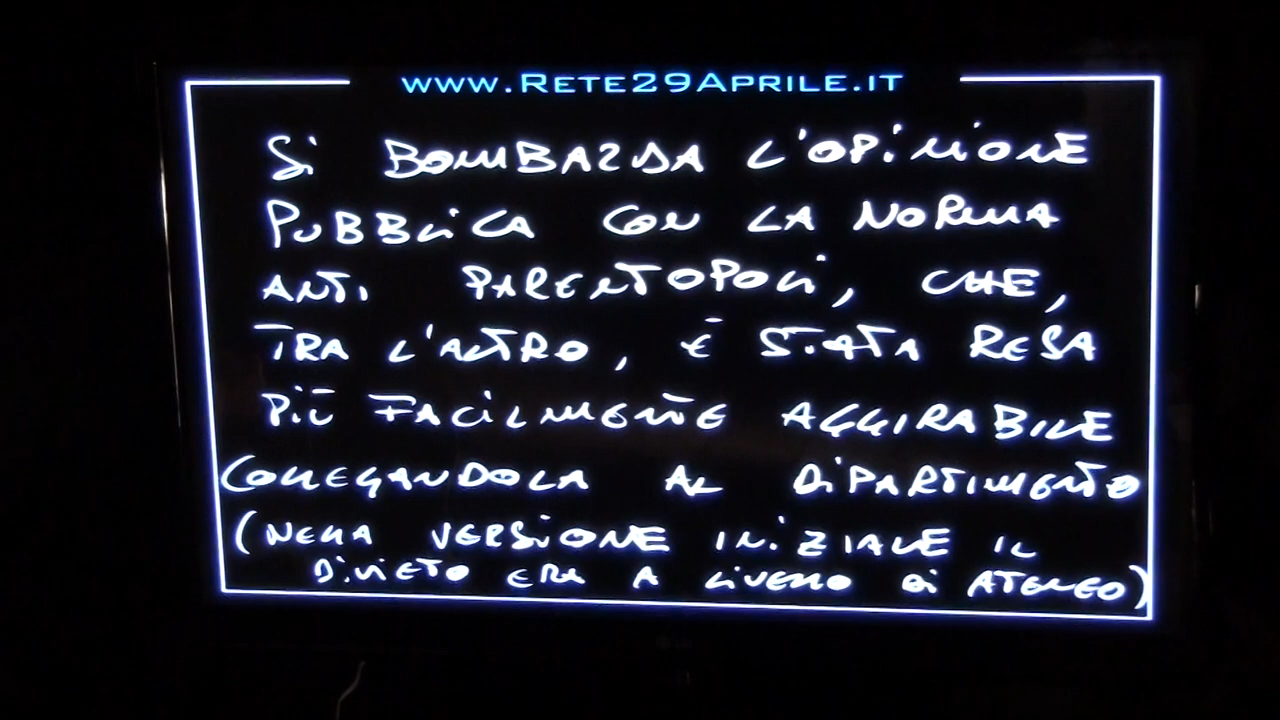 www.Rete29Aprile.it
Si BOMBARDA L'OPINIONE
PUBBLICA CON LA NORMA
ANTI PARENTOPOLI, CHE,
TRA L'ALTRO, È STATA RESA
PIÙ FACILMENTE AGGIRABILE
COLLEGANDOLA AL DIPARTIMENTO
(NELLA VERSIONE INIZIALE IL
DIVIETO ERA A LIVELLO DI ATENEO)
LG